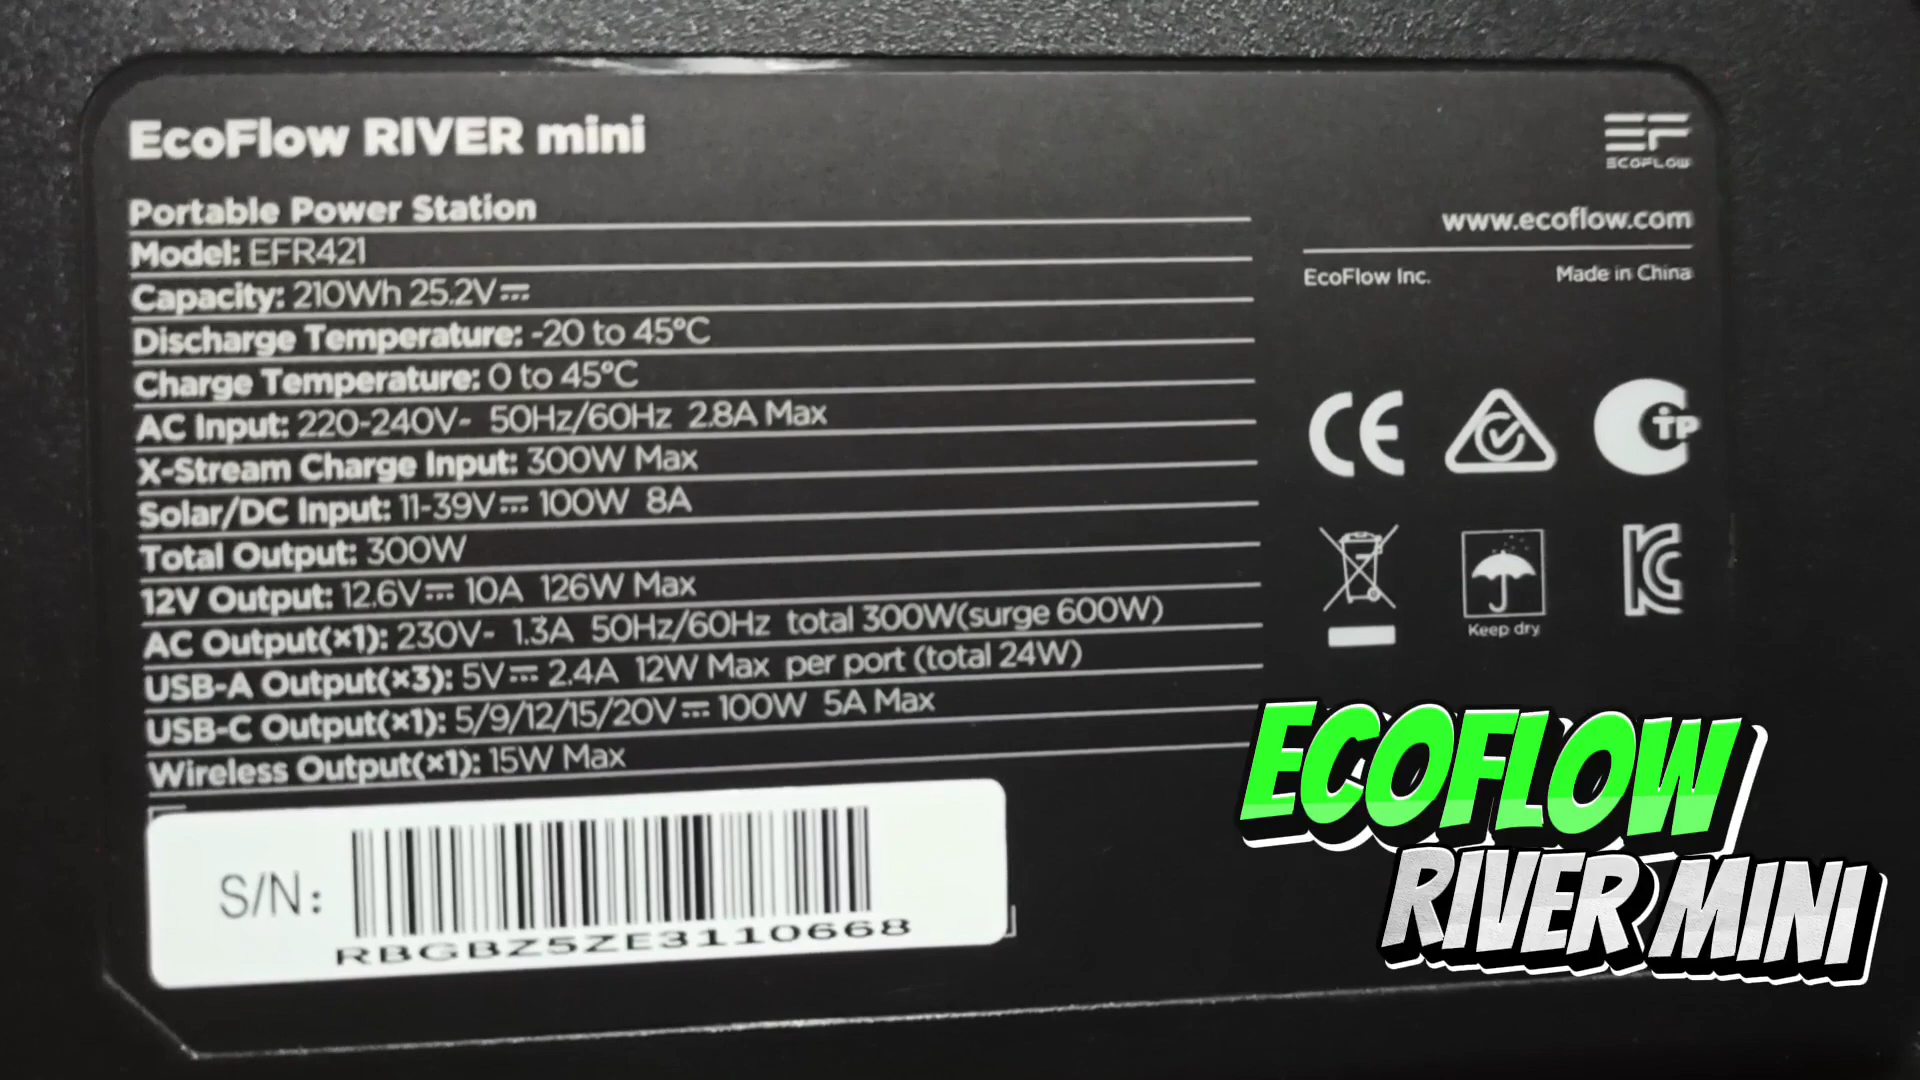 EcoFlow RIVER mini
Portable Power Station
Model: EFR421
Capacity: 210Wh 25.2V⎓
Discharge Temperature: -20 to 45°C
Charge Temperature: 0 to 45°C
AC Input: 220-240V~ 50Hz/60Hz 2.8A Max
X-Stream Charge Input: 300W Max
Solar/DC Input: 11-39V⎓ 100W 8A
Total Output: 300W
12V Output: 12.6V⎓ 10A 126W Max
AC Output(×1): 230V~ 1.3A 50Hz/60Hz total 300W(surge 600W)
USB-A Output(×3): 5V⎓ 2.4A 12W Max per port (total 24W)
USB-C Output(×1): 5/9/12/15/20V⎓ 100W 5A Max
Wireless Output(×1): 15W Max
S/N:
RBGBZ5ZE3110668
EF
ECOFLOW
www.ecoflow.com
EcoFlow Inc. Made in China
CE
TP
Keep dry
KC
ECOFLOW
RIVER MINI